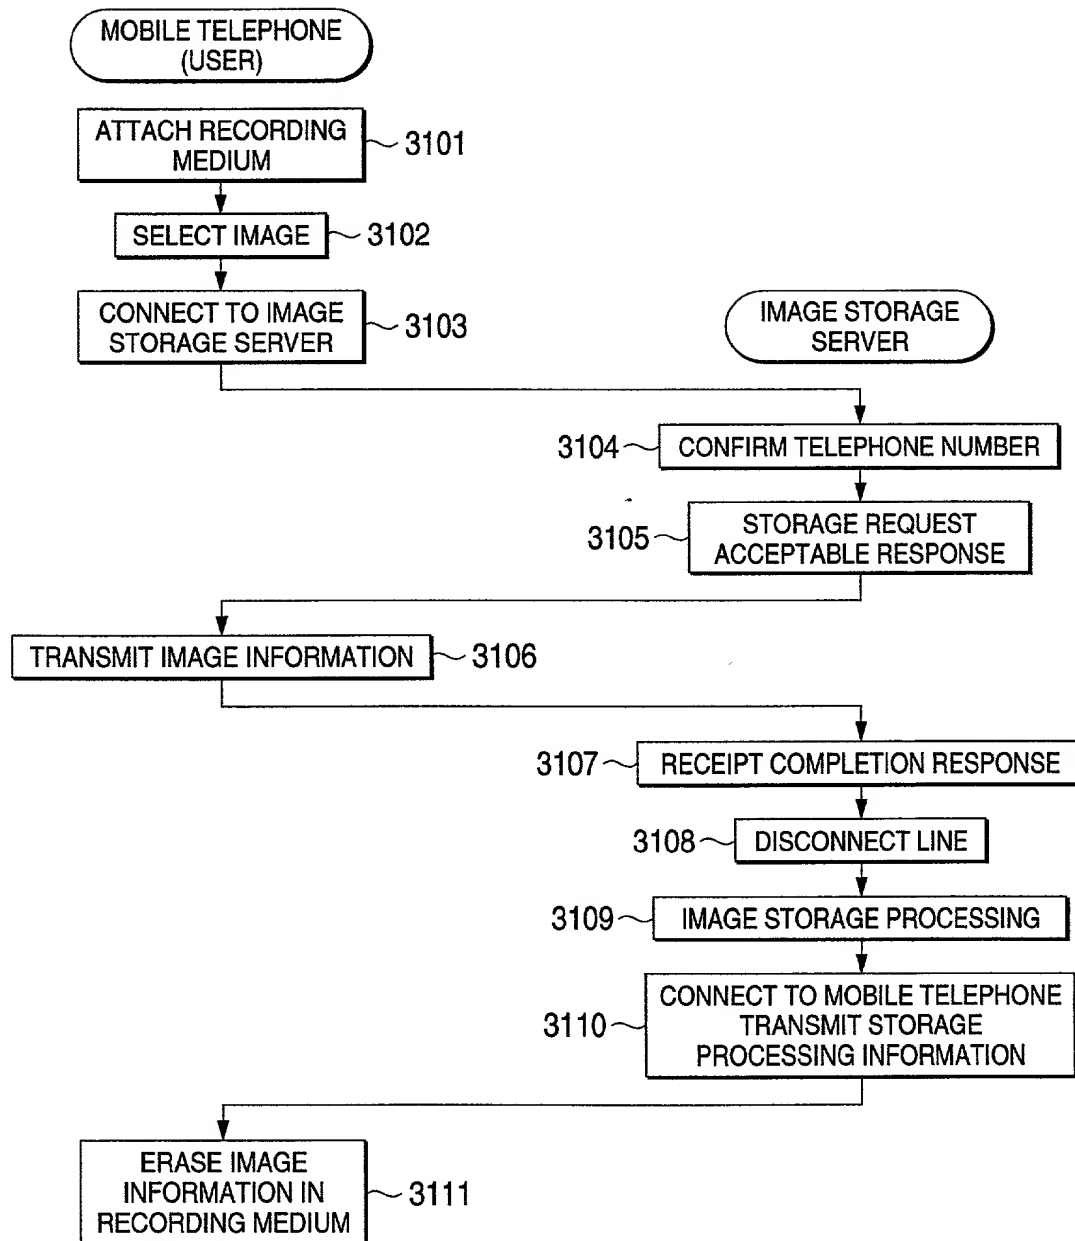 MOBILE TELEPHONE
(USER)
ATTACH RECORDING
MEDIUM
3101
SELECT IMAGE
3102
CONNECT TO IMAGE
STORAGE SERVER
3103
IMAGE STORAGE
SERVER
3104
CONFIRM TELEPHONE NUMBER
3105
STORAGE REQUEST
ACCEPTABLE RESPONSE
TRANSMIT IMAGE INFORMATION
3106
3107
RECEIPT COMPLETION RESPONSE
3108
DISCONNECT LINE
3109
IMAGE STORAGE PROCESSING
3110
CONNECT TO MOBILE TELEPHONE
TRANSMIT STORAGE
PROCESSING INFORMATION
ERASE IMAGE
INFORMATION IN
RECORDING MEDIUM
3111